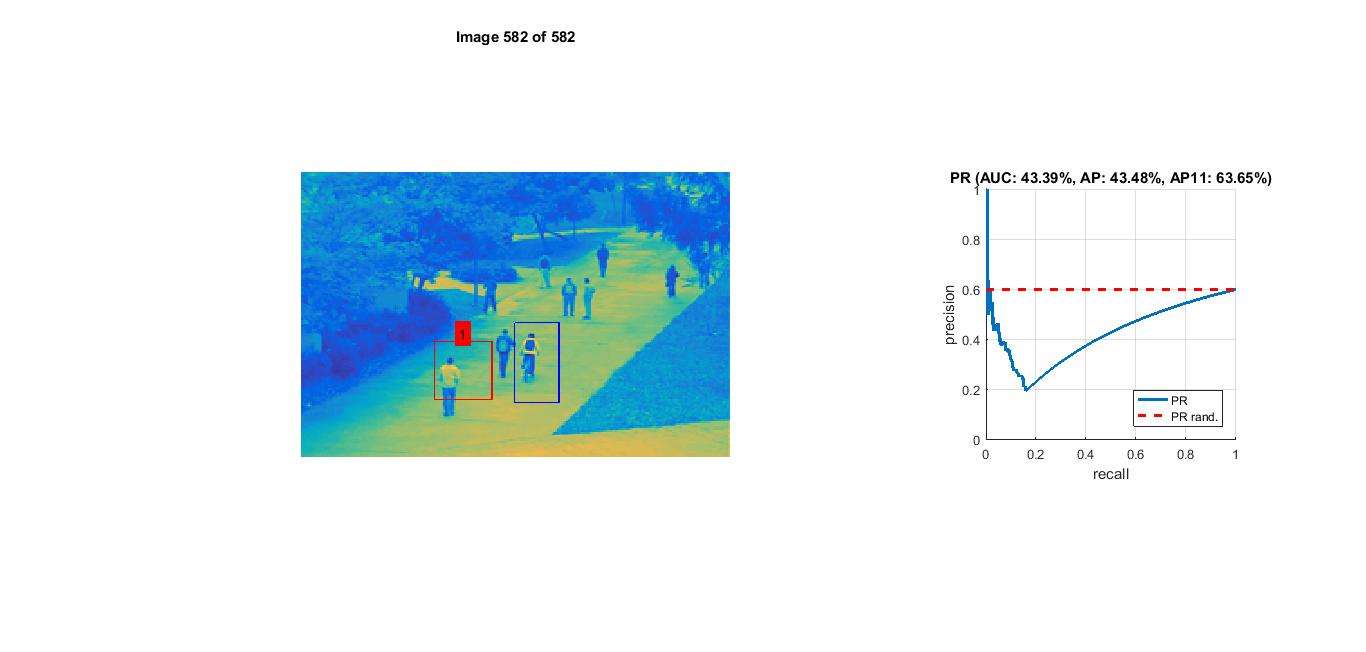 Image 582 of 582
1
PR (AUC: 43.39%, AP: 43.48%, AP11: 63.65%)
1
0.8
0.6
0.4
0.2
0
precision
0
0.2
0.4
0.6
0.8
1
recall
PR
PR rand.